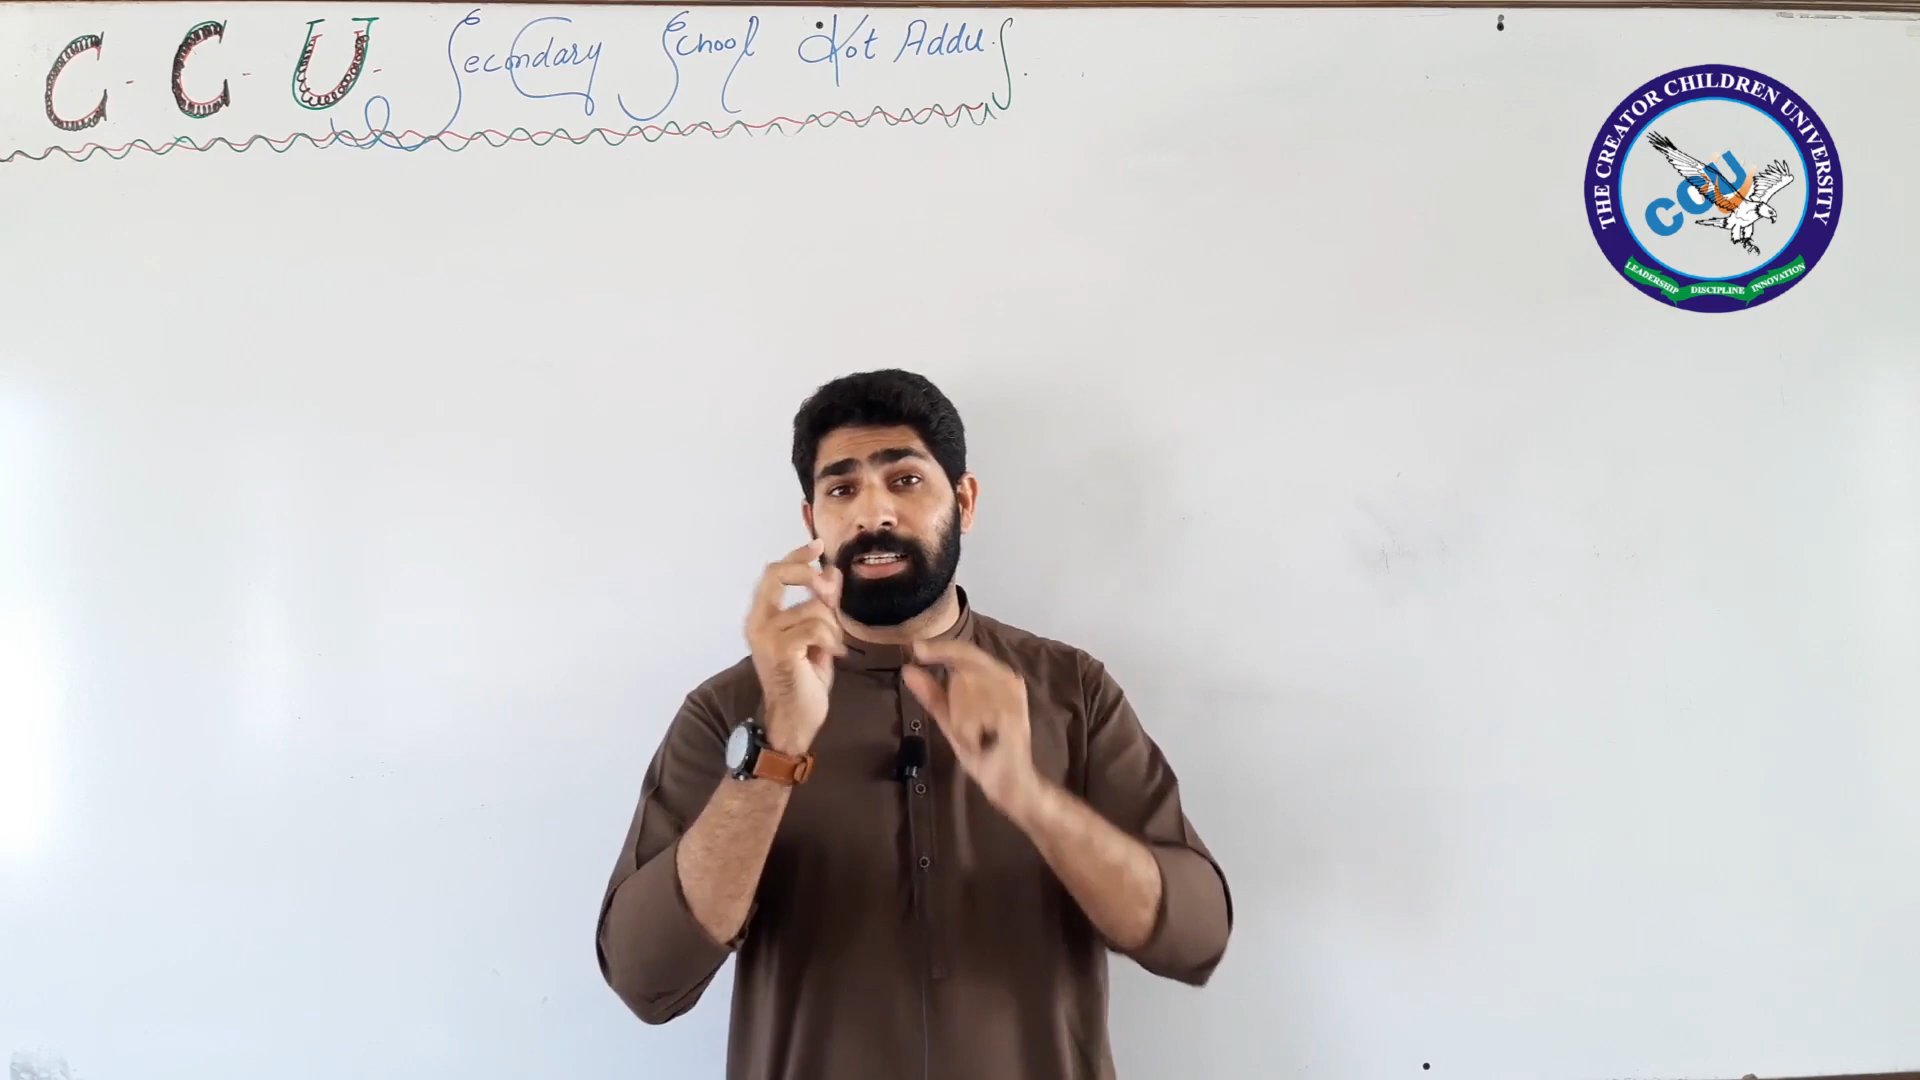 C. C. U. Secondary School Kot Addu.
THE CREATOR CHILDREN UNIVERSITY
CCU
LEADERSHIP DISCIPLINE INNOVATION